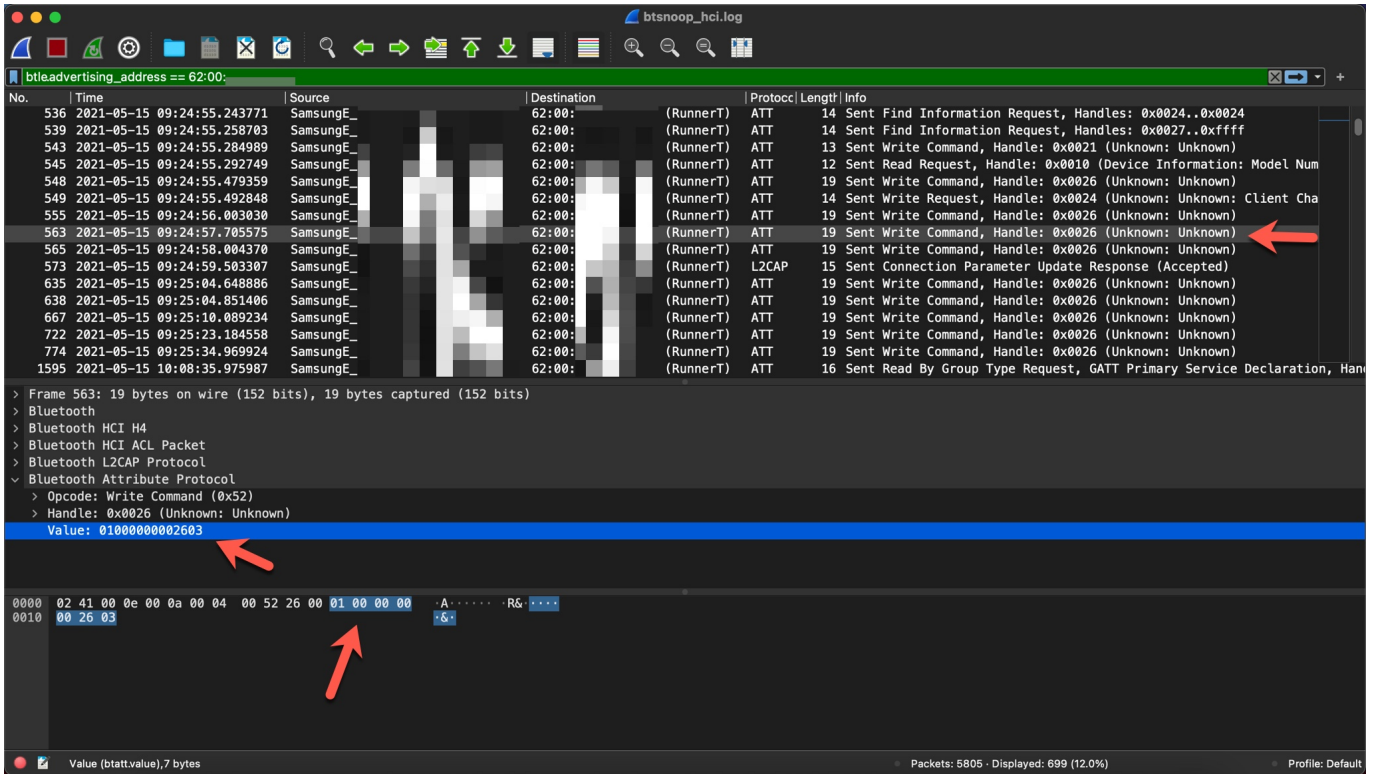 btsnoop_hci.log
btle.advertising_address == 62:00:
No. Time Source Destination Protocc Length Info
536 2021-05-15 09:24:55.243771 SamsungE_ 62:00: (RunnerT) ATT 14 Sent Find Information Request, Handles: 0x0024..0x0024
539 2021-05-15 09:24:55.258703 SamsungE_ 62:00: (RunnerT) ATT 14 Sent Find Information Request, Handles: 0x0027..0xffff
543 2021-05-15 09:24:55.284989 SamsungE_ 62:00: (RunnerT) ATT 13 Sent Write Command, Handle: 0x0021 (Unknown: Unknown)
545 2021-05-15 09:24:55.292749 SamsungE_ 62:00: (RunnerT) ATT 12 Sent Read Request, Handle: 0x0010 (Device Information: Model Num
548 2021-05-15 09:24:55.479359 SamsungE_ 62:00: (RunnerT) ATT 19 Sent Write Command, Handle: 0x0026 (Unknown: Unknown)
549 2021-05-15 09:24:55.492848 SamsungE_ 62:00: (RunnerT) ATT 14 Sent Write Request, Handle: 0x0024 (Unknown: Unknown: Client Cha
555 2021-05-15 09:24:56.003030 SamsungE_ 62:00: (RunnerT) ATT 19 Sent Write Command, Handle: 0x0026 (Unknown: Unknown)
563 2021-05-15 09:24:57.705575 SamsungE_ 62:00: (RunnerT) ATT 19 Sent Write Command, Handle: 0x0026 (Unknown: Unknown)
565 2021-05-15 09:24:58.004370 SamsungE_ 62:00: (RunnerT) ATT 19 Sent Write Command, Handle: 0x0026 (Unknown: Unknown)
573 2021-05-15 09:24:59.503307 SamsungE_ 62:00: (RunnerT) L2CAP 15 Sent Connection Parameter Update Response (Accepted)
635 2021-05-15 09:25:04.648886 SamsungE_ 62:00: (RunnerT) ATT 19 Sent Write Command, Handle: 0x0026 (Unknown: Unknown)
638 2021-05-15 09:25:04.851406 SamsungE_ 62:00: (RunnerT) ATT 19 Sent Write Command, Handle: 0x0026 (Unknown: Unknown)
667 2021-05-15 09:25:10.089234 SamsungE_ 62:00: (RunnerT) ATT 19 Sent Write Command, Handle: 0x0026 (Unknown: Unknown)
722 2021-05-15 09:25:23.184558 SamsungE_ 62:00: (RunnerT) ATT 19 Sent Write Command, Handle: 0x0026 (Unknown: Unknown)
774 2021-05-15 09:25:34.969924 SamsungE_ 62:00: (RunnerT) ATT 19 Sent Write Command, Handle: 0x0026 (Unknown: Unknown)
1595 2021-05-15 10:08:35.975987 SamsungE_ 62:00: (RunnerT) ATT 16 Sent Read By Group Type Request, GATT Primary Service Declaration, Han
> Frame 563: 19 bytes on wire (152 bits), 19 bytes captured (152 bits)
> Bluetooth
> Bluetooth HCI H4
> Bluetooth HCI ACL Packet
> Bluetooth L2CAP Protocol
Bluetooth Attribute Protocol
> Opcode: Write Command (0x52)
> Handle: 0x0026 (Unknown: Unknown)
Value: 01000000002603
0000 02 41 00 0e 00 0a 00 04 00 52 26 00 01 00 00 00 ·A······ ·R&·····
0010 00 26 03 ·&·
Value (btatt.value),7 bytes
Packets: 5805 · Displayed: 699 (12.0%)
Profile: Default